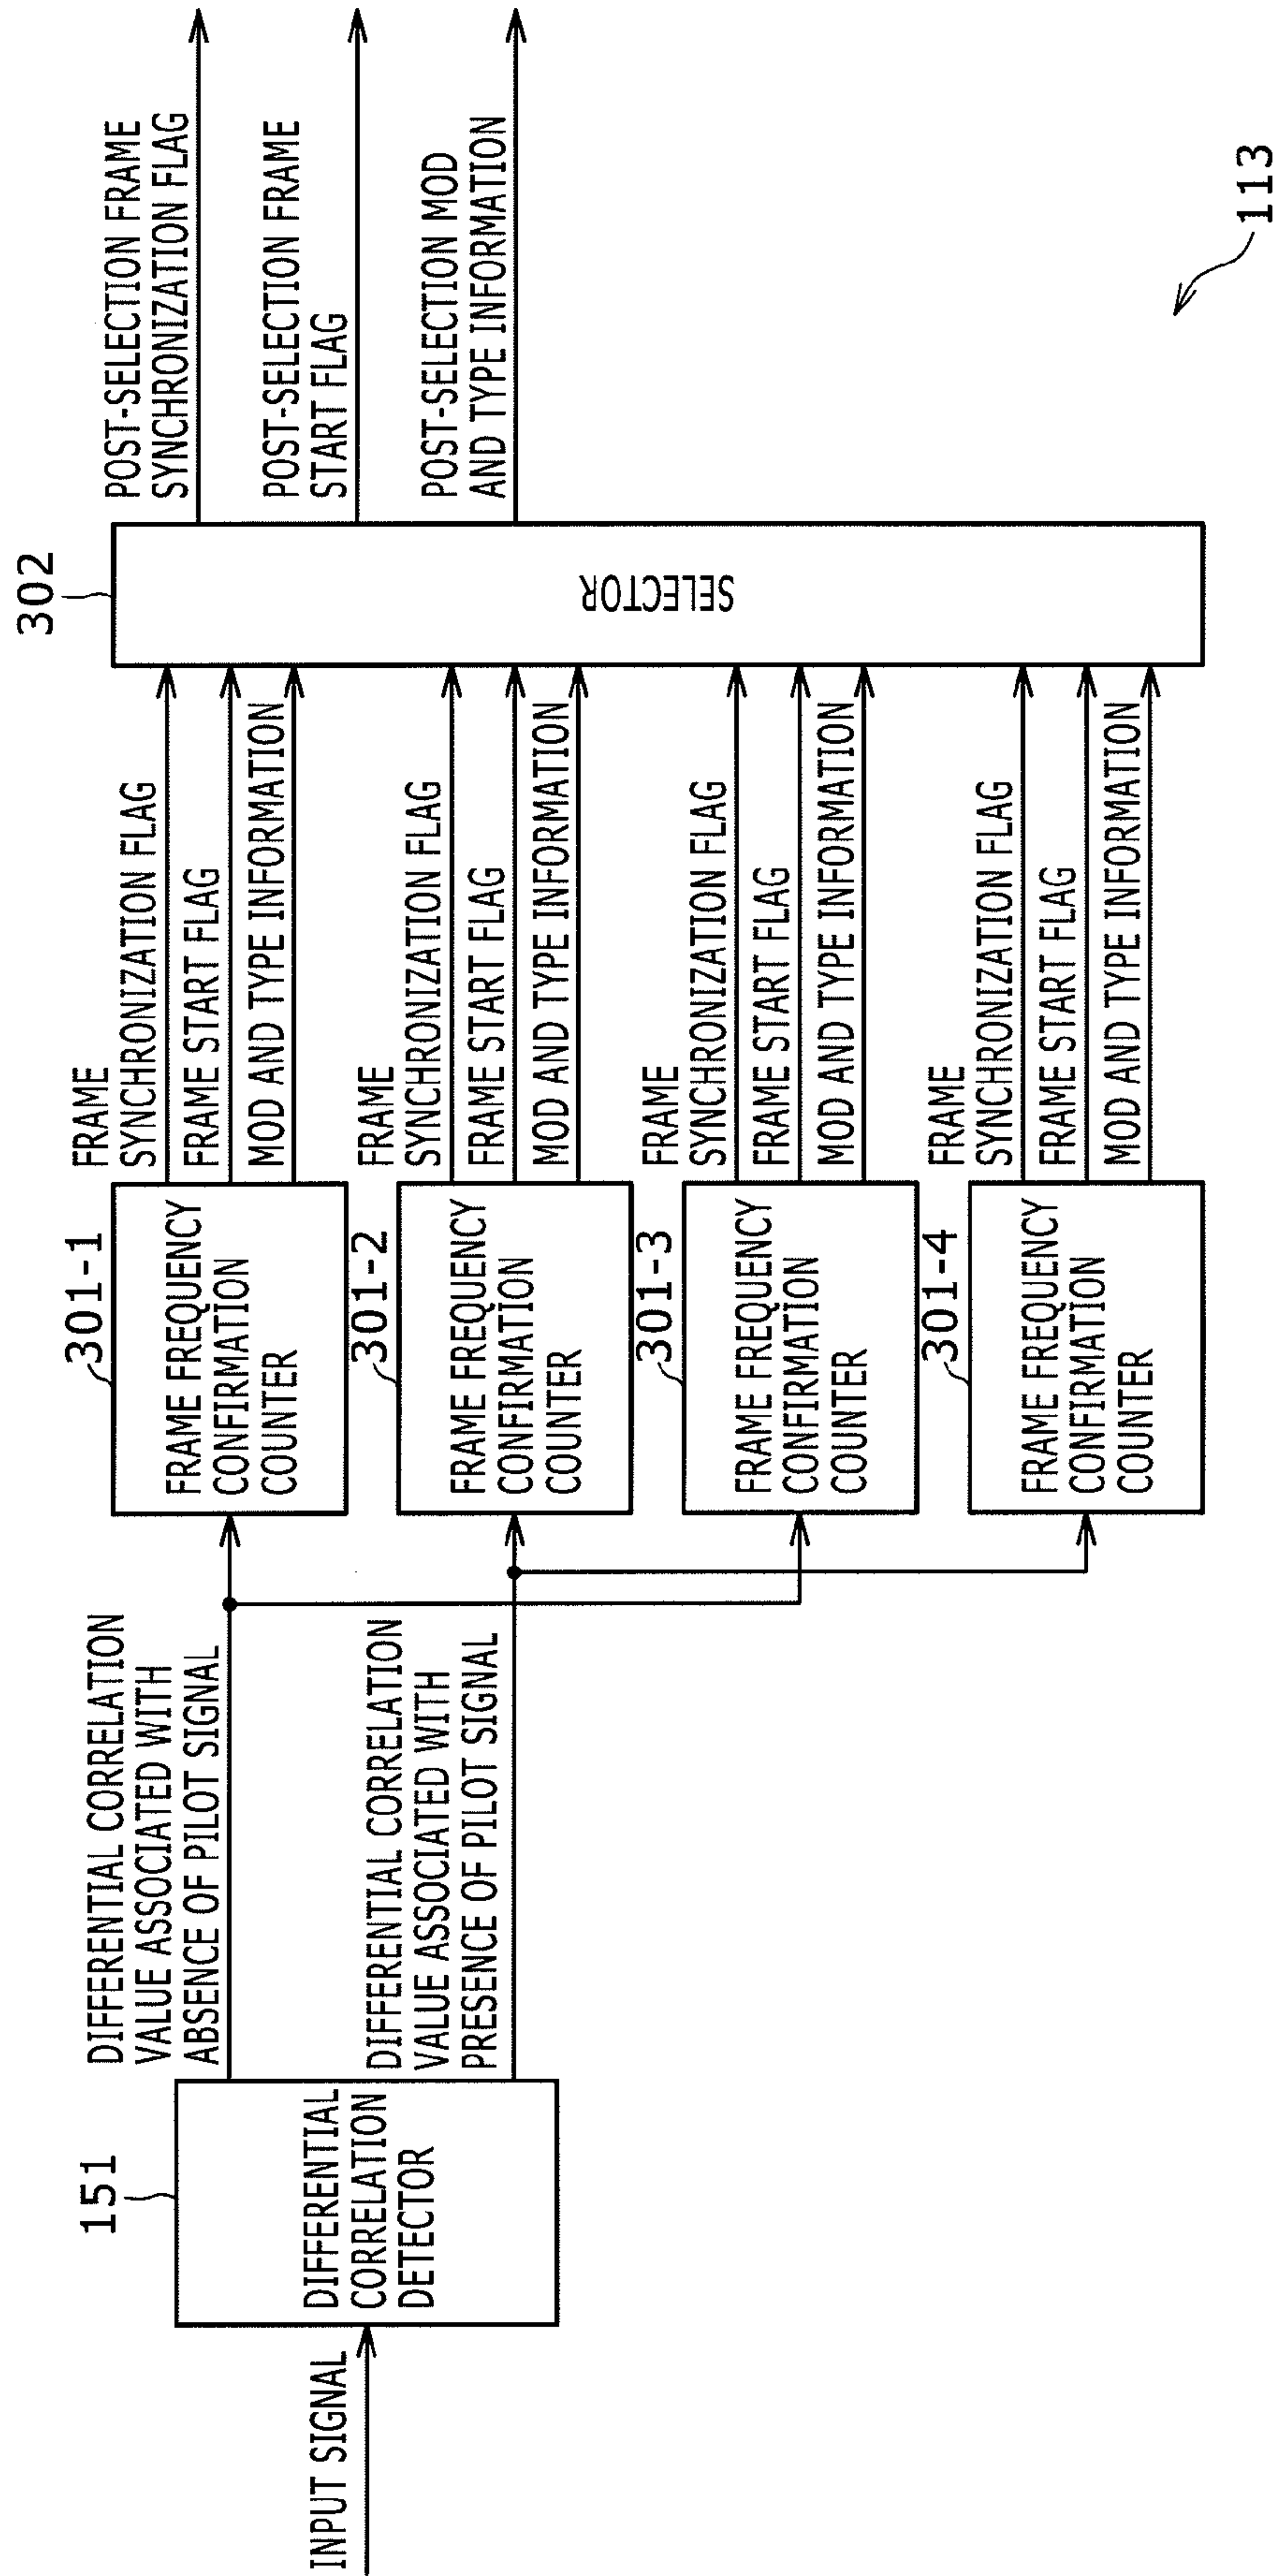 INPUT SIGNAL
151
DIFFERENTIAL
CORRELATION
DETECTOR
DIFFERENTIAL CORRELATION
VALUE ASSOCIATED WITH
ABSENCE OF PILOT SIGNAL
DIFFERENTIAL CORRELATION
VALUE ASSOCIATED WITH
PRESENCE OF PILOT SIGNAL
301-1
FRAME FREQUENCY
CONFIRMATION
COUNTER
301-2
FRAME FREQUENCY
CONFIRMATION
COUNTER
301-3
FRAME FREQUENCY
CONFIRMATION
COUNTER
301-4
FRAME FREQUENCY
CONFIRMATION
COUNTER
FRAME
SYNCHRONIZATION FLAG
FRAME START FLAG
MOD AND TYPE INFORMATION
FRAME
SYNCHRONIZATION FLAG
FRAME START FLAG
MOD AND TYPE INFORMATION
FRAME
SYNCHRONIZATION FLAG
FRAME START FLAG
MOD AND TYPE INFORMATION
FRAME
SYNCHRONIZATION FLAG
FRAME START FLAG
MOD AND TYPE INFORMATION
302
SELECTOR
POST-SELECTION FRAME
SYNCHRONIZATION FLAG
POST-SELECTION FRAME
START FLAG
POST-SELECTION MOD
AND TYPE INFORMATION
113